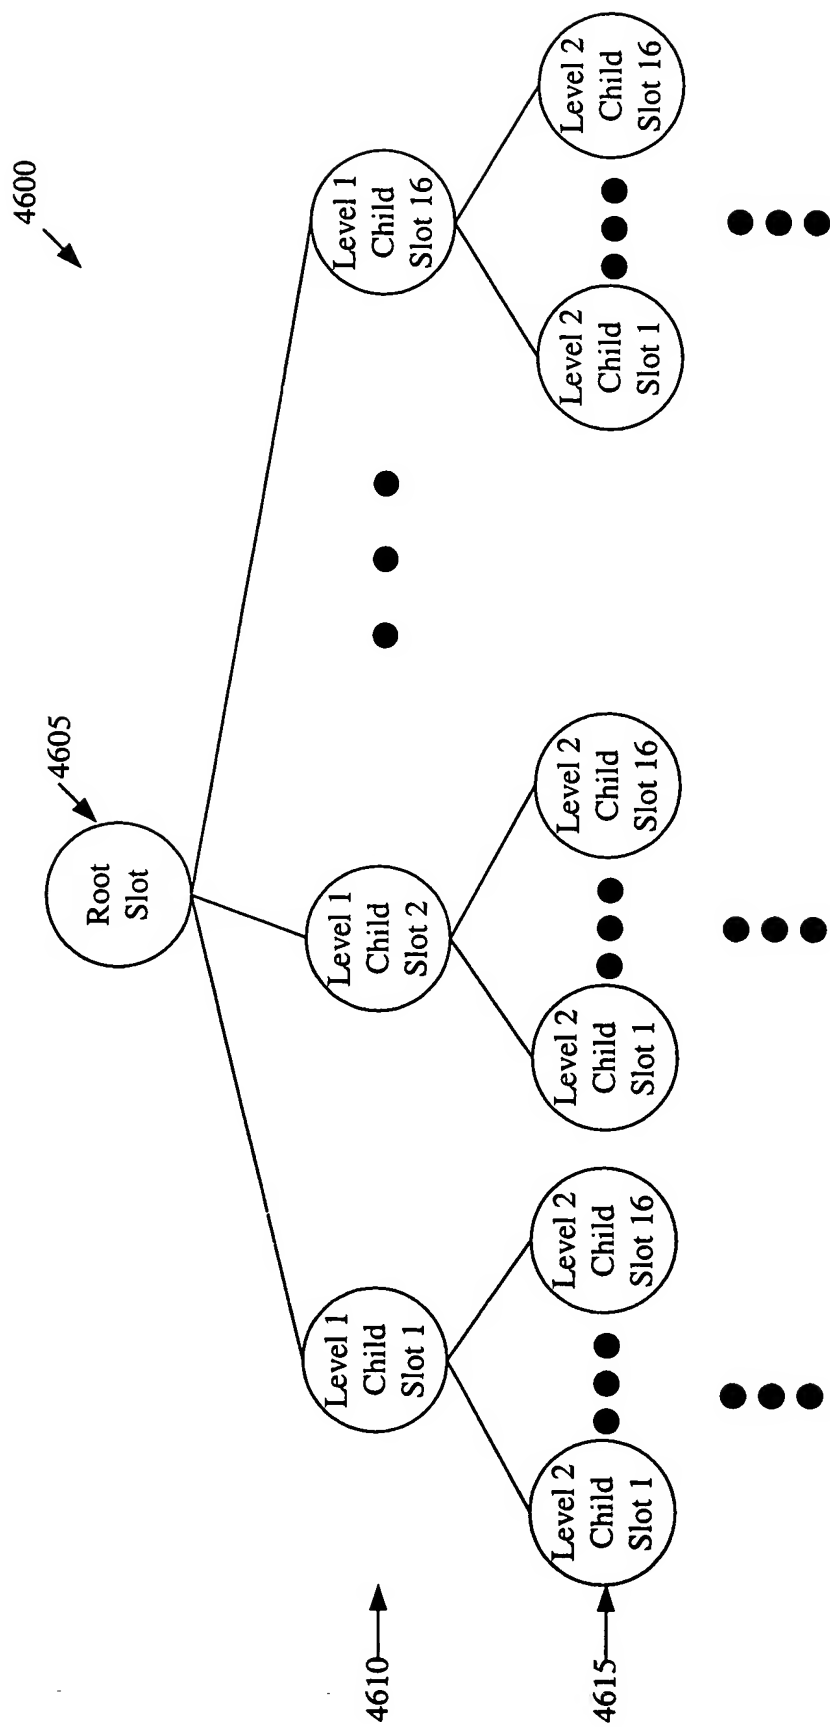 4600
4605
Root
Slot
4610
Level 1
Child
Slot 1
Level 1
Child
Slot 2
Level 1
Child
Slot 16
4615
Level 2
Child
Slot 1
Level 2
Child
Slot 16
Level 2
Child
Slot 1
Level 2
Child
Slot 16
Level 2
Child
Slot 1
Level 2
Child
Slot 16